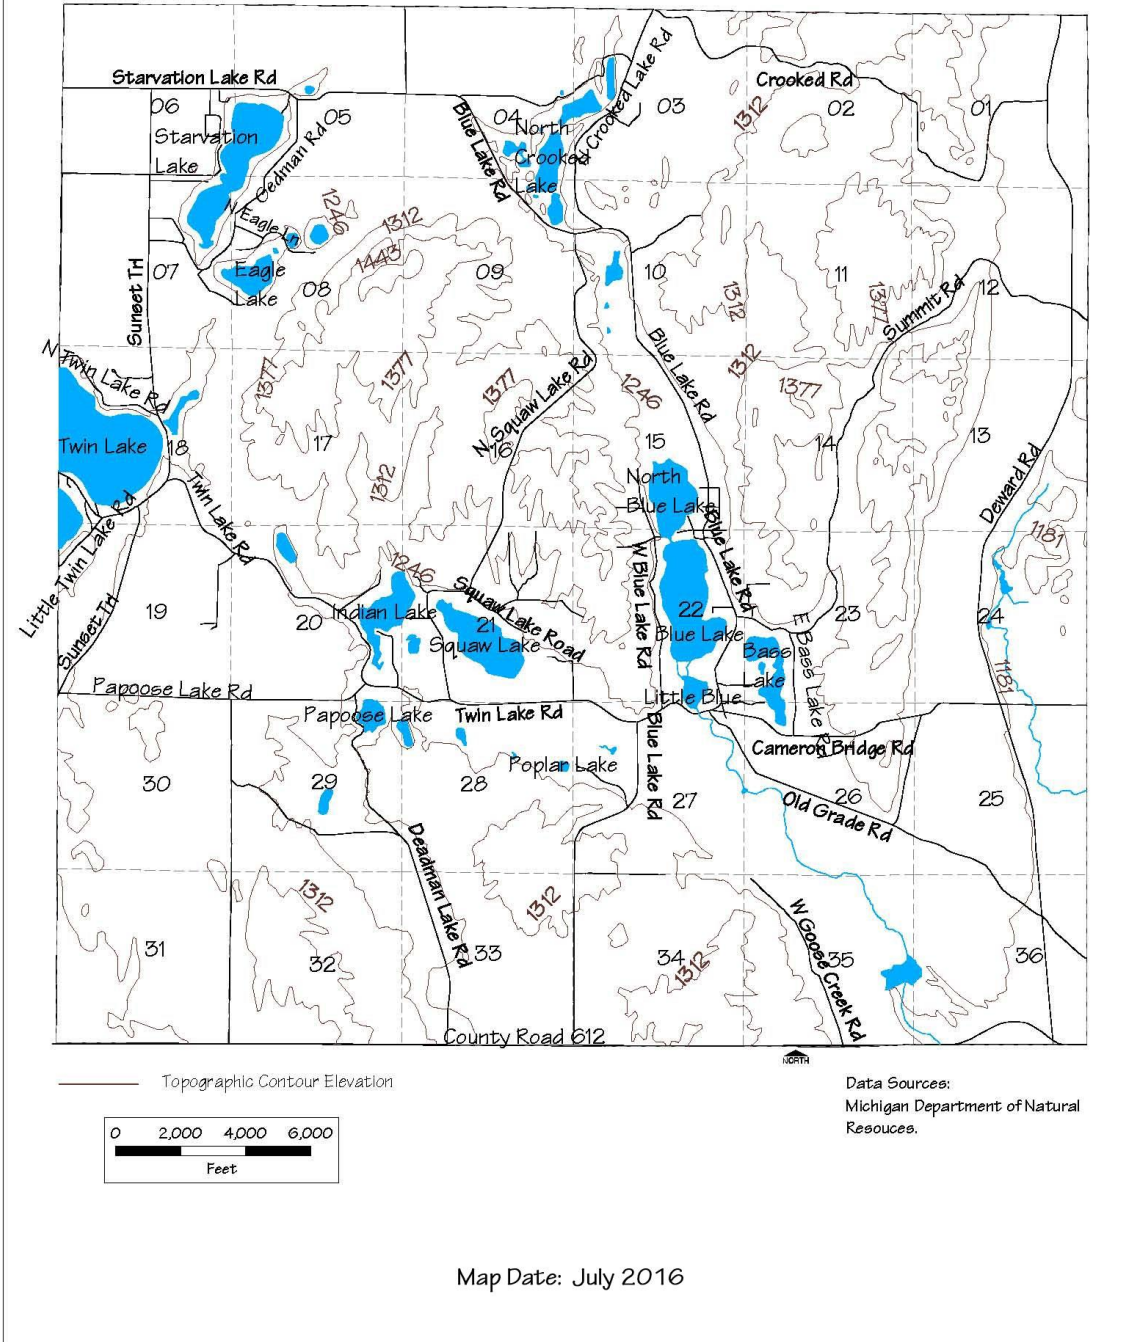 Starvation Lake Rd
Crooked Rd
06
05
04
03
02
01
1312
N Crooked Lake Rd
Blue Lake Rd
North
Crooked
Lake
Starvation
Lake
Dedman Rd
N Eagle Ln
1246
1312
1443
Eagle
Lake
07
08
09
10
11
12
Sunset Trl
1312
1377
Summit Rd
N Twin Lake Rd
1377
1377
1377
N. Squaw Lake Rd
1246
Blue Lake Rd
1312
1377
Twin Lake
18
17
16
15
14
13
1312
Deward Rd
North
Blue Lake
Twin Lake Rd
Little Twin Lake Rd
Sunset Trl
1181
1246
Squaw Lake Road
W Blue Lake Rd
Blue Lake Rd
19
20
Indian Lake
21
Squaw Lake
22
Blue Lake
23
24
Bass
Lake
E Bass Lake Rd
1181
Papoose Lake Rd
Little Blue
Papoose Lake
Twin Lake Rd
Blue Lake Rd
Cameron Bridge Rd
Poplar Lake
30
29
28
27
26
25
Old Grade Rd
Deadman Lake Rd
1312
1312
W Goose Creek Rd
31
32
33
34
35
36
1312
County Road 612
NORTH
Topographic Contour Elevation
0 2,000 4,000 6,000
Feet
Data Sources:
Michigan Department of Natural
Resouces.
Map Date: July 2016